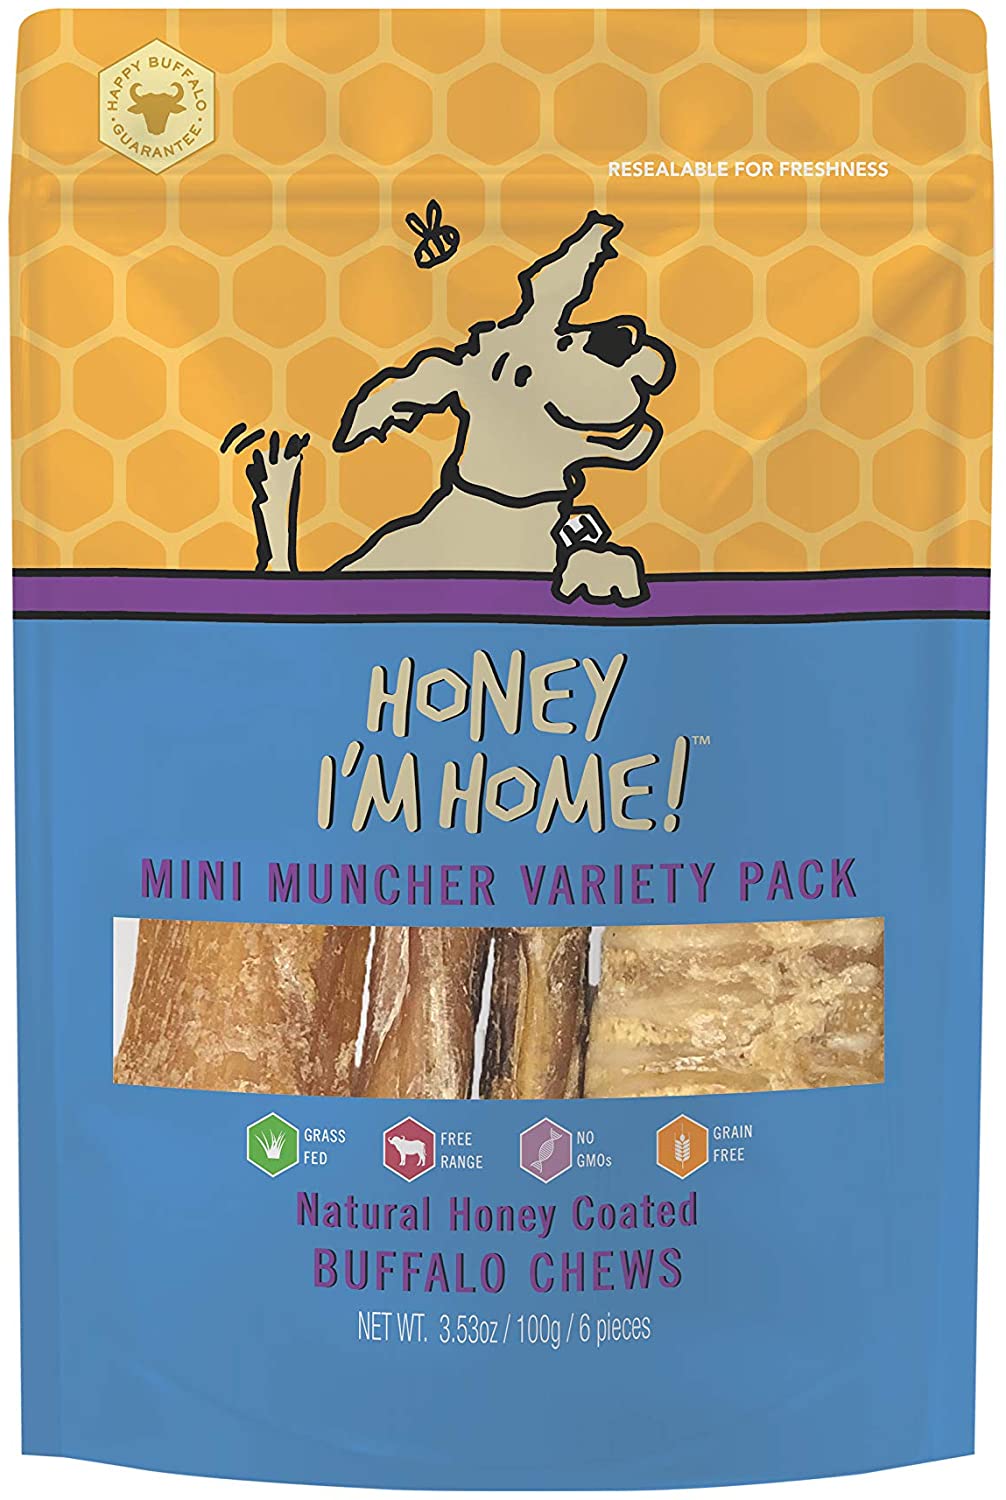 HAPPY BUFFALO
GUARANTEE
RESEALABLE FOR FRESHNESS
HONEY
I'M HOME!™
MINI MUNCHER VARIETY PACK
GRASS
FED
FREE
RANGE
NO
GMOs
GRAIN
FREE
Natural Honey Coated
BUFFALO CHEWS
NET WT. 3.53oz / 100g / 6 pieces